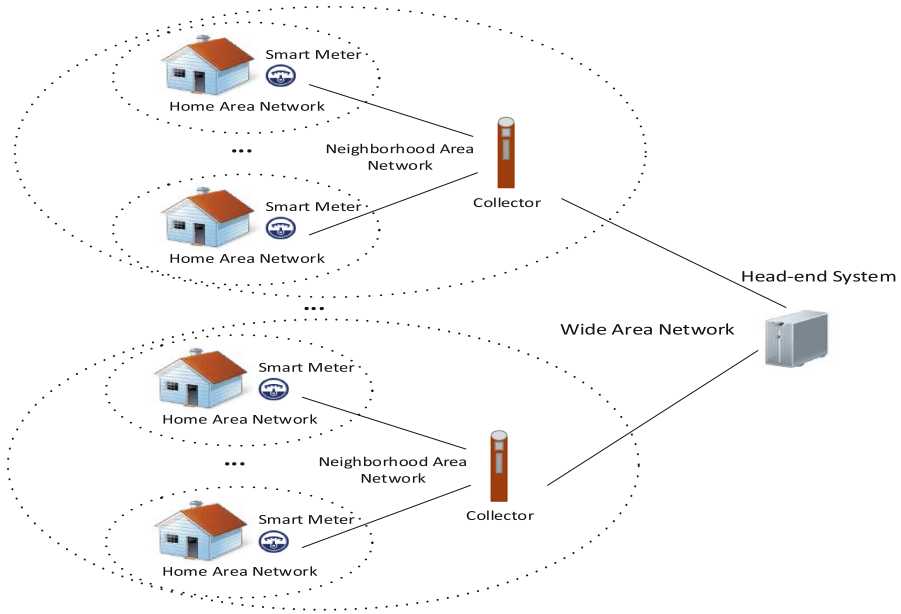 Smart Meter
Home Area Network
...
Neighborhood Area
Network
Smart Meter
Home Area Network
Collector
...
Head-end System
Wide Area Network
Smart Meter
Home Area Network
...
Neighborhood Area
Network
Smart Meter
Home Area Network
Collector